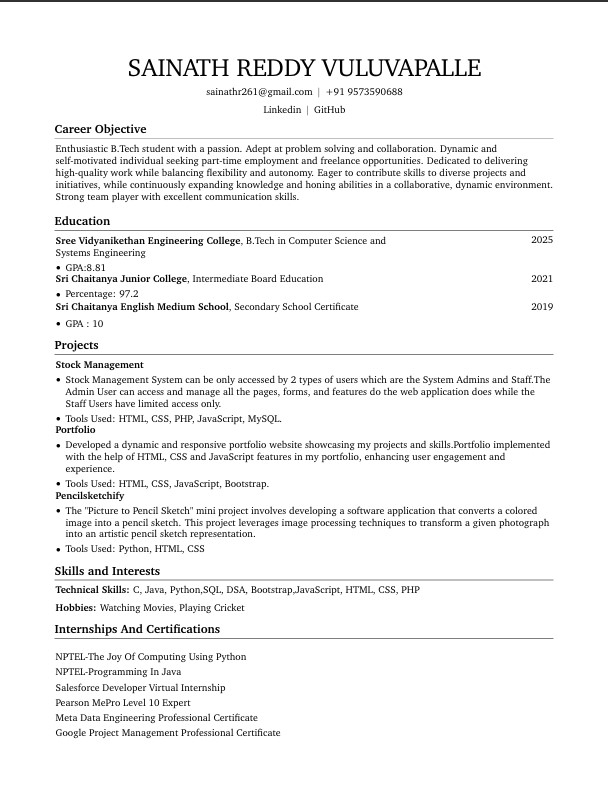 SAINATH REDDY VULUVAPALLE
sainathr261@gmail.com | +91 9573590688
Linkedin | GitHub
Career Objective
Enthusiastic B.Tech student with a passion. Adept at problem solving and collaboration. Dynamic and
self-motivated individual seeking part-time employment and freelance opportunities. Dedicated to delivering
high-quality work while balancing flexibility and autonomy. Eager to contribute skills to diverse projects and
initiatives, while continuously expanding knowledge and honing abilities in a collaborative, dynamic environment.
Strong team player with excellent communication skills.
Education
Sree Vidyanikethan Engineering College, B.Tech in Computer Science and 2025
Systems Engineering
• GPA:8.81
Sri Chaitanya Junior College, Intermediate Board Education 2021
• Percentage: 97.2
Sri Chaitanya English Medium School, Secondary School Certificate 2019
• GPA : 10
Projects
Stock Management
• Stock Management System can be only accessed by 2 types of users which are the System Admins and Staff.The
Admin User can access and manage all the pages, forms, and features do the web application does while the
Staff Users have limited access only.
• Tools Used: HTML, CSS, PHP, JavaScript, MySQL.
Portfolio
• Developed a dynamic and responsive portfolio website showcasing my projects and skills.Portfolio implemented
with the help of HTML, CSS and JavaScript features in my portfolio, enhancing user engagement and
experience.
• Tools Used: HTML, CSS, JavaScript, Bootstrap.
Pencilsketchify
• The "Picture to Pencil Sketch" mini project involves developing a software application that converts a colored
image into a pencil sketch. This project leverages image processing techniques to transform a given photograph
into an artistic pencil sketch representation.
• Tools Used: Python, HTML, CSS
Skills and Interests
Technical Skills: C, Java, Python,SQL, DSA, Bootstrap,JavaScript, HTML, CSS, PHP
Hobbies: Watching Movies, Playing Cricket
Internships And Certifications
NPTEL-The Joy Of Computing Using Python
NPTEL-Programming In Java
Salesforce Developer Virtual Internship
Pearson MePro Level 10 Expert
Meta Data Engineering Professional Certificate
Google Project Management Professional Certificate